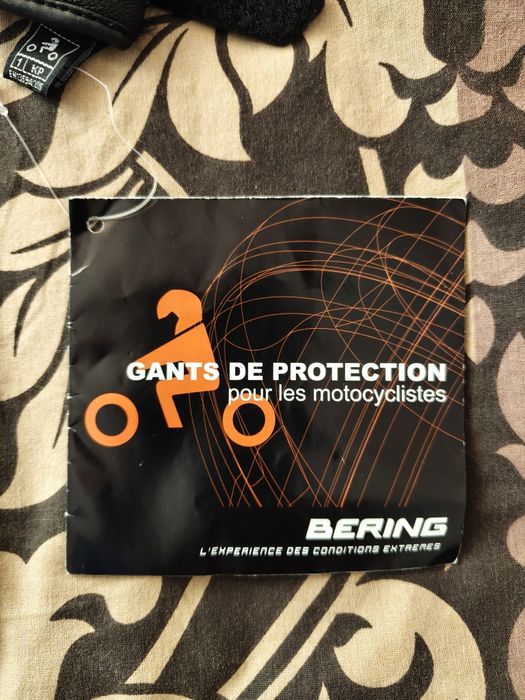 1 KP
GANTS DE PROTECTION
pour les motocyclistes
BERING
L'EXPERIENCE DES CONDITIONS EXTREMES